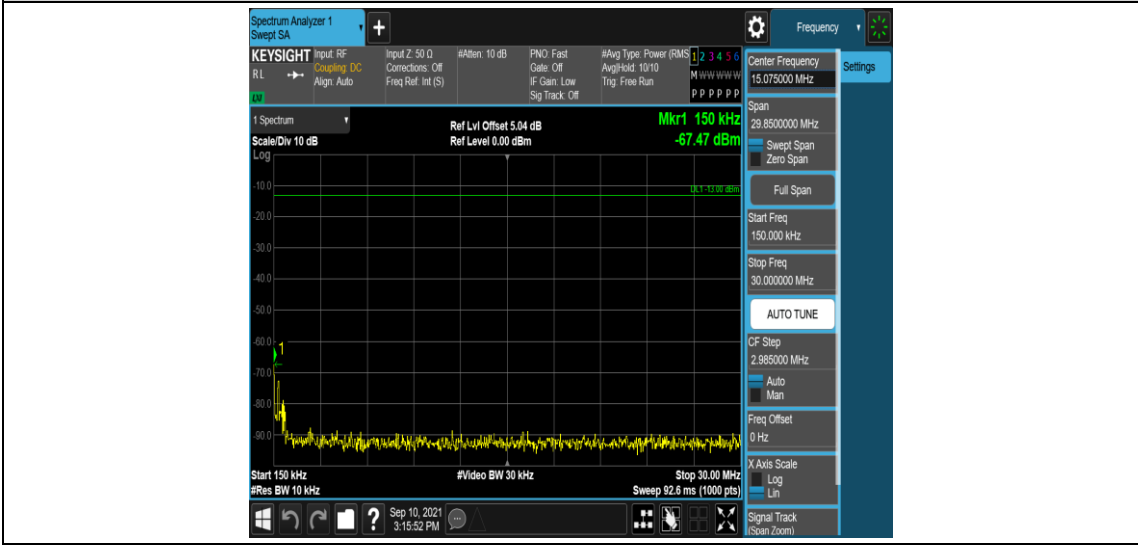 Spectrum Analyzer 1
Swept SA
+
Frequency
KEYSIGHT
RL
LM
Input: RF
Coupling: DC
Align: Auto
Input Z: 50 Ω
Corrections: Off
Freq Ref: Int (S)
#Atten: 10 dB
PNO: Fast
Gate: Off
IF Gain: Low
Sig Track: Off
#Avg Type: Power (RMS
Avg|Hold: 10/10
Trig: Free Run
1 2 3 4 5 6
M W W W W W
P P P P P P
1 Spectrum
Scale/Div 10 dB
Log
Ref Lvl Offset 5.04 dB
Ref Level 0.00 dBm
Mkr1 150 kHz
-67.47 dBm
DL1 -13.00 dBm
-10.0
-20.0
-30.0
-40.0
-50.0
-60.0
-70.0
-80.0
-90.0
1
Start 150 kHz
#Res BW 10 kHz
#Video BW 30 kHz
Stop 30.00 MHz
Sweep 92.6 ms (1000 pts)
Center Frequency
15.075000 MHz
Settings
Span
29.8500000 MHz
Swept Span
Zero Span
Full Span
Start Freq
150.000 kHz
Stop Freq
30.000000 MHz
AUTO TUNE
CF Step
2.985000 MHz
Auto
Man
Freq Offset
0 Hz
X Axis Scale
Log
Lin
Signal Track
(Span Zoom)
?
Sep 10, 2021
3:15:52 PM